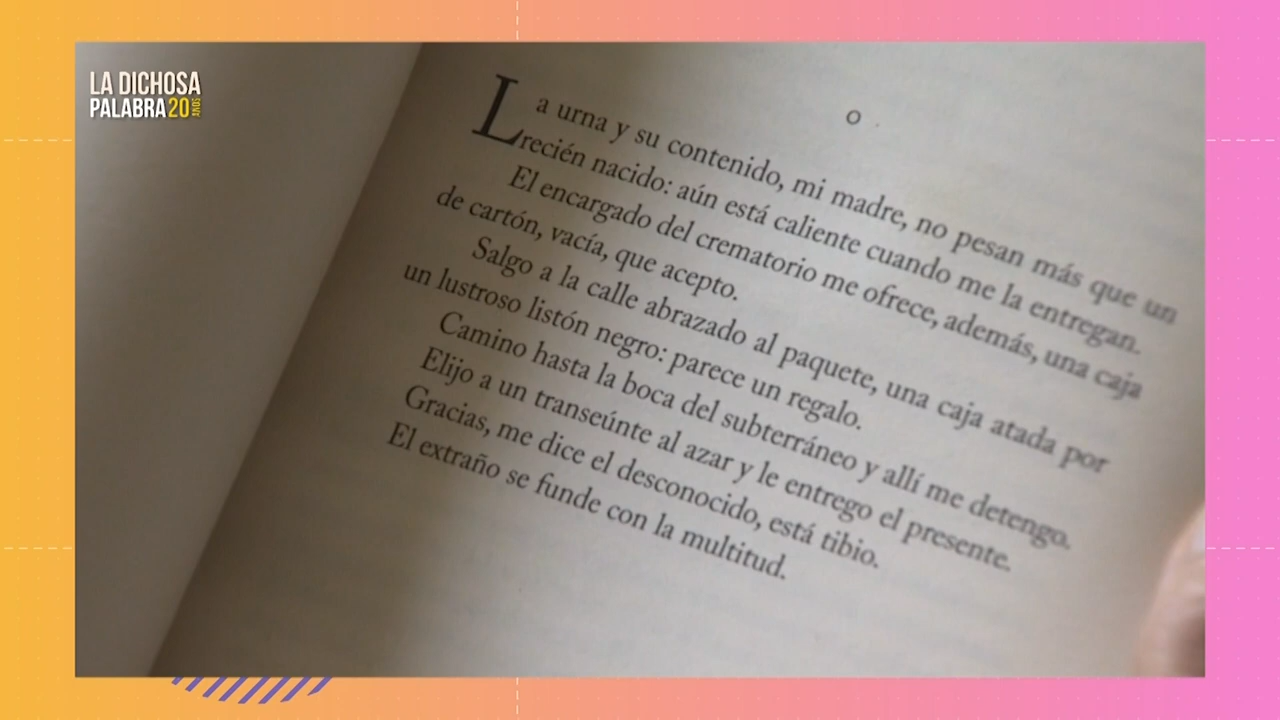 LA DICHOSA
PALABRA 20 AÑOS
o
La urna y su contenido, mi madre, no pesan más que un
recién nacido: aún está caliente cuando me la entregan.
El encargado del crematorio me ofrece, además, una caja
de cartón, vacía, que acepto.
Salgo a la calle abrazado al paquete, una caja atada por
un lustroso listón negro: parece un regalo.
Camino hasta la boca del subterráneo y allí me detengo.
Elijo a un transeúnte al azar y le entrego el presente.
Gracias, me dice el desconocido, está tibio.
El extraño se funde con la multitud.